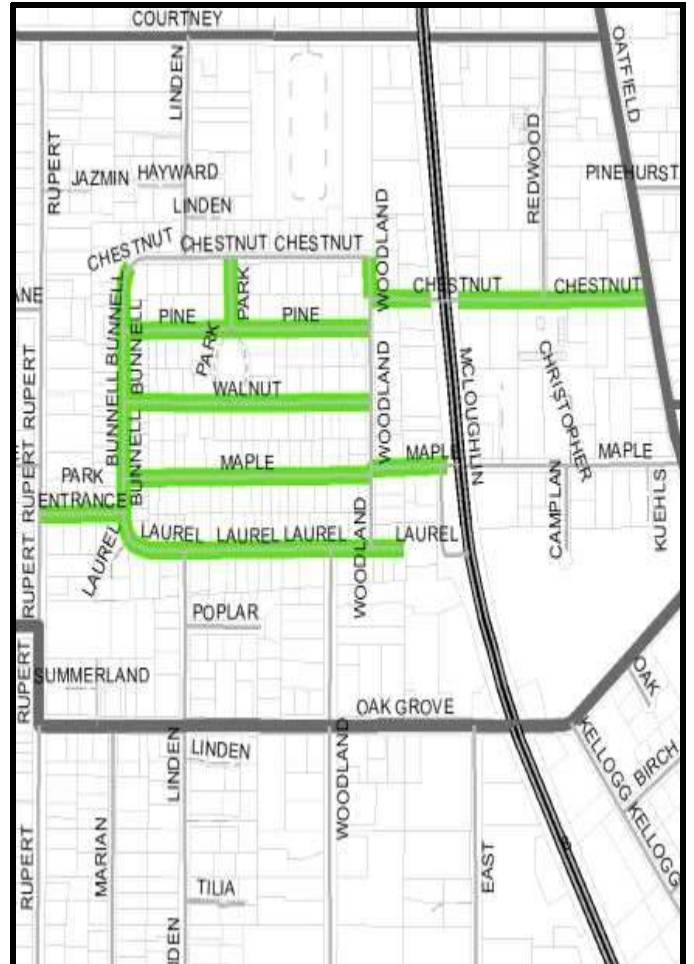 COURTNEY
LINDEN
OATFIELD
RUPERT
REDWOOD
JAZMIN
HAYWARD
PINEHURST
LINDEN
CHESTNUT
CHESTNUT
CHESTNUT
WOODLAND
CHESTNUT
CHESTNUT
ANE
BUNNELL
PARK
PINE
PINE
BUNNELL
PARK
RUPERT
WOODLAND
MCLOUGHLIN
CHRISTOPHER
WALNUT
BUNNELL
BUNNELL
MAPLE
MAPLE
MAPLE
PARK
ENTRANCE
RUPERT
CAMPLAN
KUEHLS
LAUREL
LAUREL
LAUREL
LAUREL
LAUREL
WOODLAND
RUPERT
POPLAR
SUMMERLAND
RUPERT
OAK
OAK GROVE
LINDEN
LINDEN
WOODLAND
KELLOGG
BIRCH
KELLOGG
RUPERT
MARIAN
TILIA
EAST
DEN